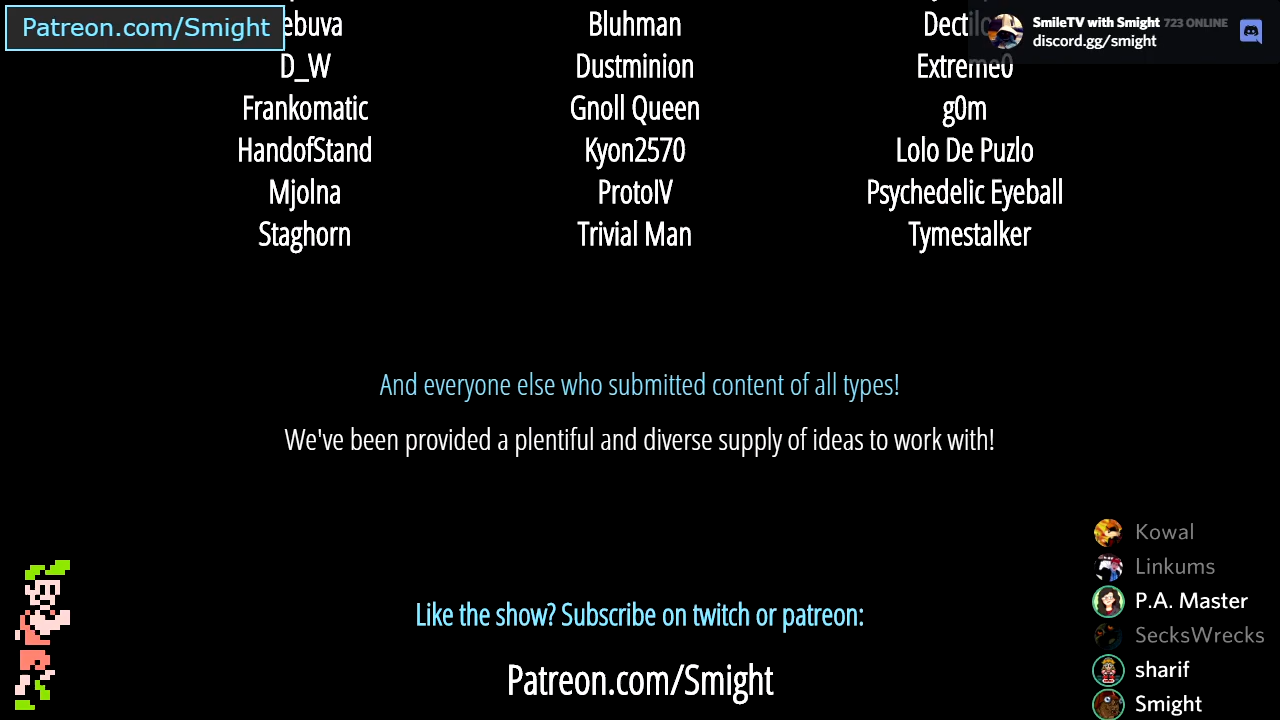 Patreon.com/Smight
SmileTV with Smight 723 ONLINE
discord.gg/smight
Bluhman
D_W Dustminion Extreme0
Frankomatic Gnoll Queen g0m
HandofStand Kyon2570 Lolo De Puzlo
Mjolna ProtoIV Psychedelic Eyeball
Staghorn Trivial Man Tymestalker
And everyone else who submitted content of all types!
We've been provided a plentiful and diverse supply of ideas to work with!
Kowal
Linkums
P.A. Master
SecksWrecks
sharif
Smight
Like the show? Subscribe on twitch or patreon:
Patreon.com/Smight